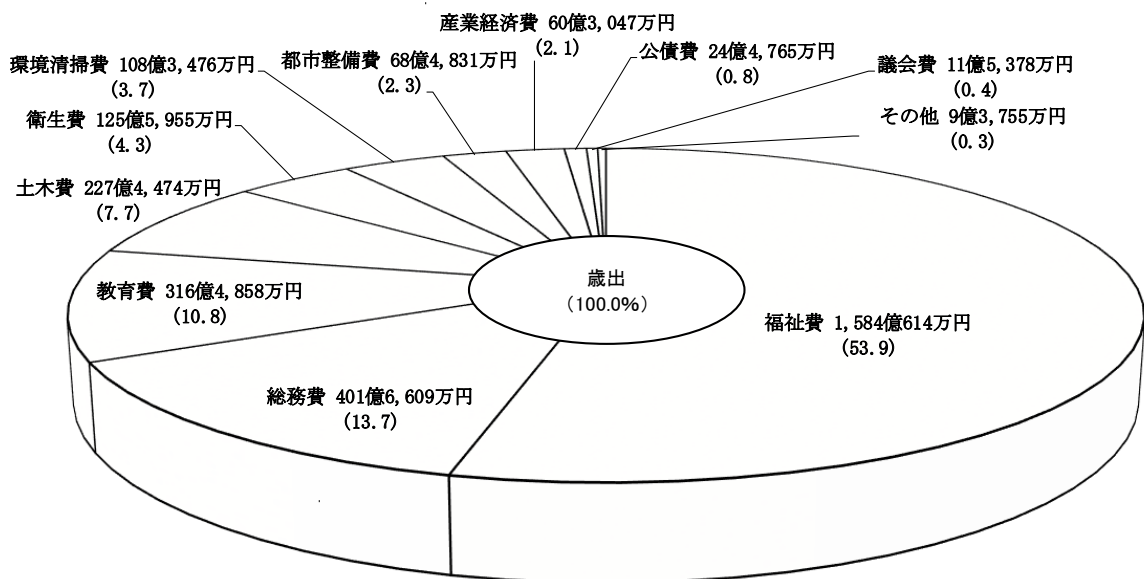 産業経済費 60億3,047万円
(2.1)
公債費 24億4,765万円
(0.8)
議会費 11億5,378万円
(0.4)
その他 9億3,755万円
(0.3)
都市整備費 68億4,831万円
(2.3)
環境清掃費 108億3,476万円
(3.7)
衛生費 125億5,955万円
(4.3)
土木費 227億4,474万円
(7.7)
教育費 316億4,858万円
(10.8)
総務費 401億6,609万円
(13.7)
福祉費 1,584億614万円
(53.9)
歳出
(100.0%)